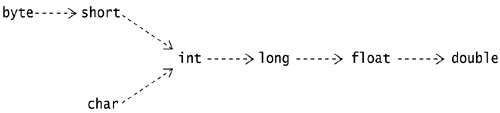 byte short
int long float double
char